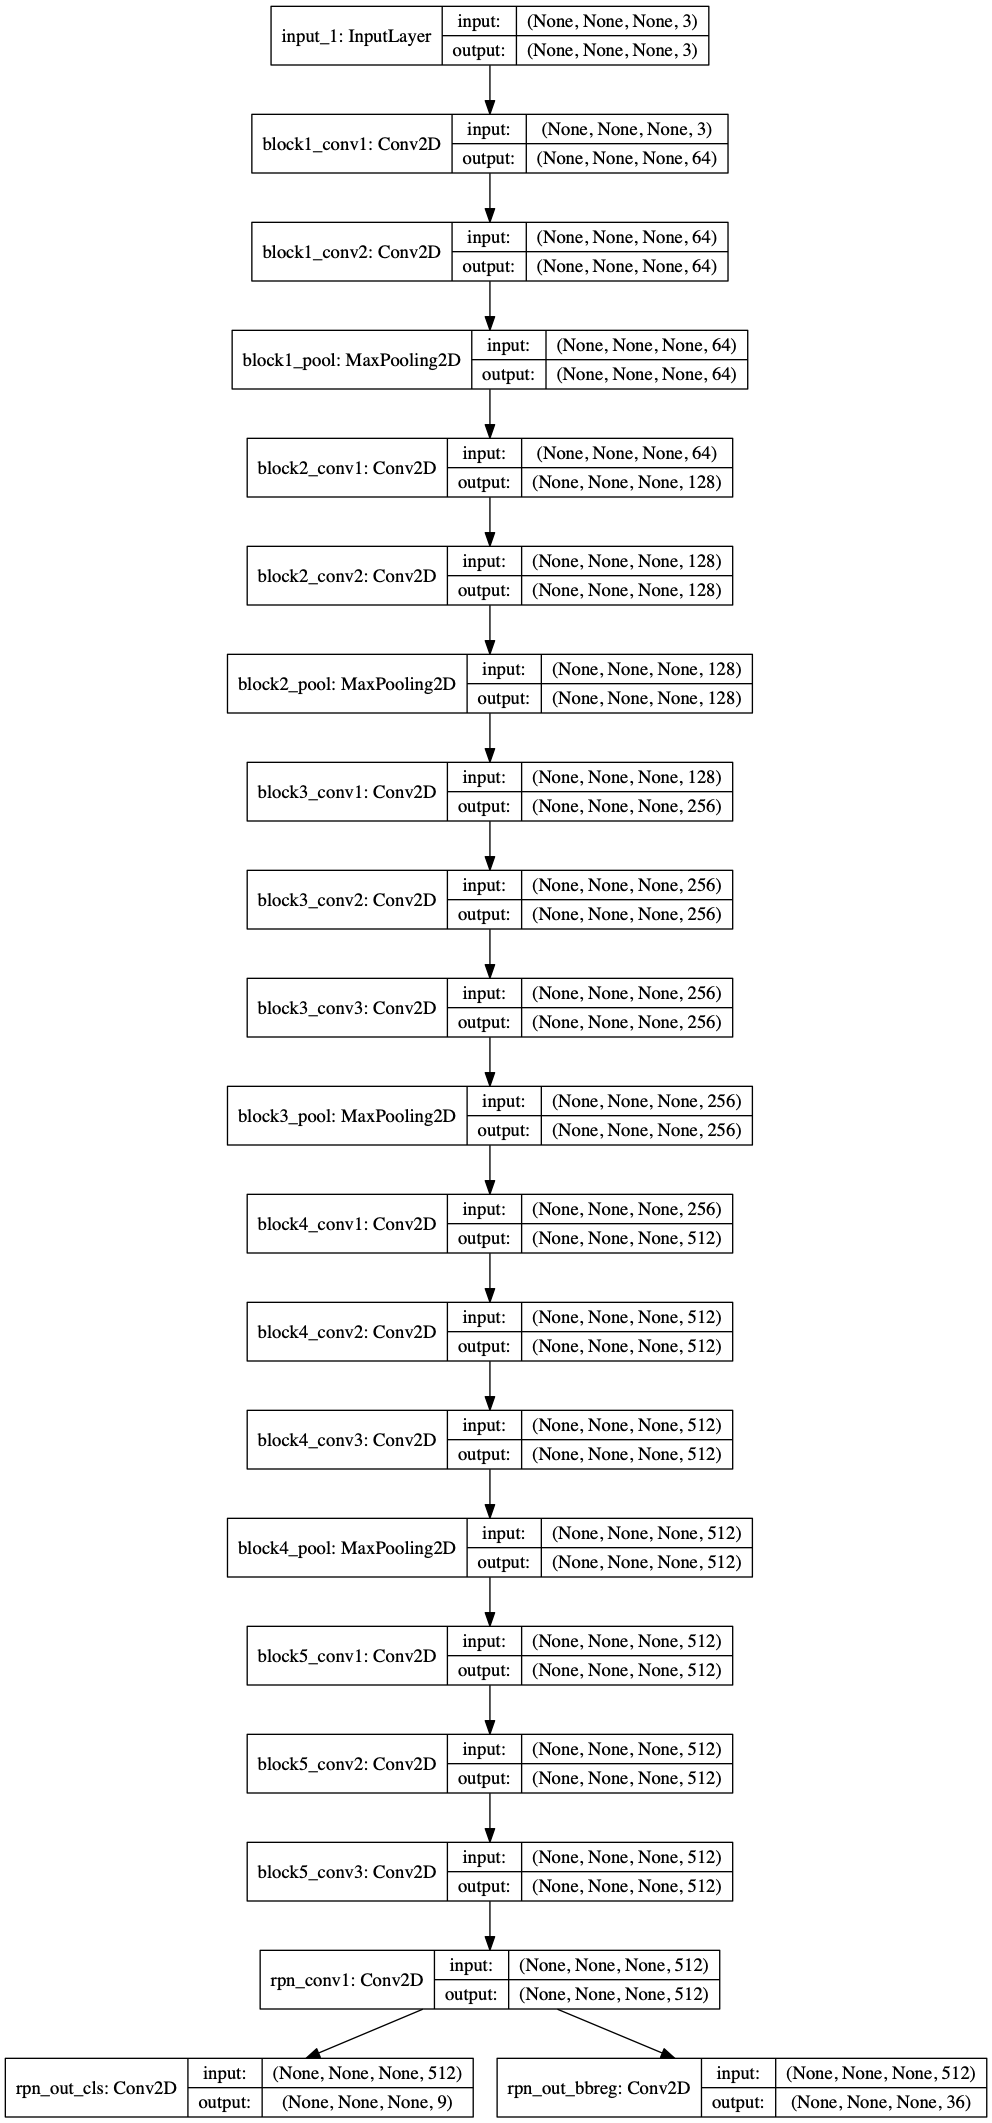 input_1: InputLayer
input: (None, None, None, 3)
output: (None, None, None, 3)
block1_conv1: Conv2D
input: (None, None, None, 3)
output: (None, None, None, 64)
block1_conv2: Conv2D
input: (None, None, None, 64)
output: (None, None, None, 64)
block1_pool: MaxPooling2D
input: (None, None, None, 64)
output: (None, None, None, 64)
block2_conv1: Conv2D
input: (None, None, None, 64)
output: (None, None, None, 128)
block2_conv2: Conv2D
input: (None, None, None, 128)
output: (None, None, None, 128)
block2_pool: MaxPooling2D
input: (None, None, None, 128)
output: (None, None, None, 128)
block3_conv1: Conv2D
input: (None, None, None, 128)
output: (None, None, None, 256)
block3_conv2: Conv2D
input: (None, None, None, 256)
output: (None, None, None, 256)
block3_conv3: Conv2D
input: (None, None, None, 256)
output: (None, None, None, 256)
block3_pool: MaxPooling2D
input: (None, None, None, 256)
output: (None, None, None, 256)
block4_conv1: Conv2D
input: (None, None, None, 256)
output: (None, None, None, 512)
block4_conv2: Conv2D
input: (None, None, None, 512)
output: (None, None, None, 512)
block4_conv3: Conv2D
input: (None, None, None, 512)
output: (None, None, None, 512)
block4_pool: MaxPooling2D
input: (None, None, None, 512)
output: (None, None, None, 512)
block5_conv1: Conv2D
input: (None, None, None, 512)
output: (None, None, None, 512)
block5_conv2: Conv2D
input: (None, None, None, 512)
output: (None, None, None, 512)
block5_conv3: Conv2D
input: (None, None, None, 512)
output: (None, None, None, 512)
rpn_conv1: Conv2D
input: (None, None, None, 512)
output: (None, None, None, 512)
rpn_out_cls: Conv2D
input: (None, None, None, 512)
output: (None, None, None, 9)
rpn_out_bbreg: Conv2D
input: (None, None, None, 512)
output: (None, None, None, 36)